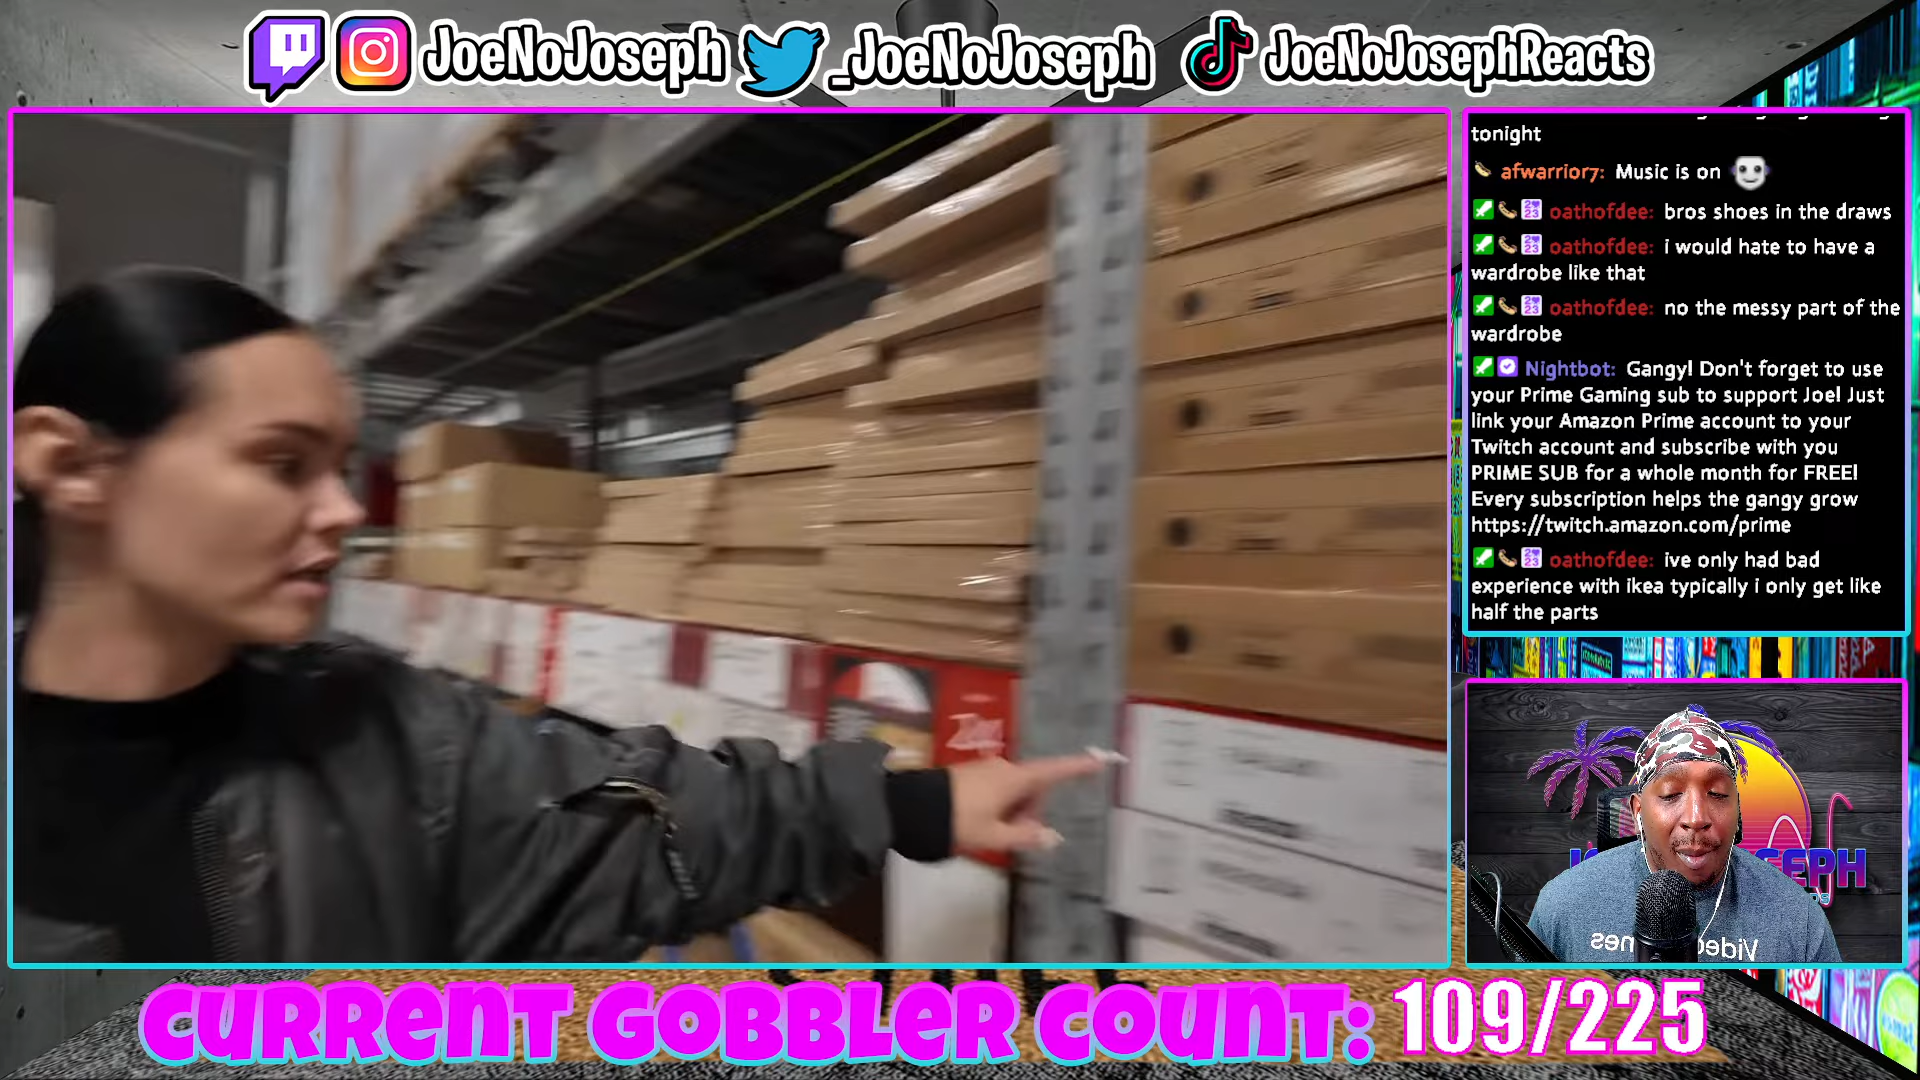 JoeNoJoseph _JoeNoJoseph JoeNoJosephReacts
tonight
afwarrior7: Music is on
oathofdee: bros shoes in the draws
oathofdee: i would hate to have a
wardrobe like that
oathofdee: no the messy part of the
wardrobe
Nightbot: Gangy! Don't forget to use
your Prime Gaming sub to support Joe! Just
link your Amazon Prime account to your
Twitch account and subscribe with you
PRIME SUB for a whole month for FREE!
Every subscription helps the gangy grow
https://twitch.amazon.com/prime
oathofdee: ive only had bad
experience with ikea typically i only get like
half the parts
CURRENT GOBBLER COUNT: 109/225